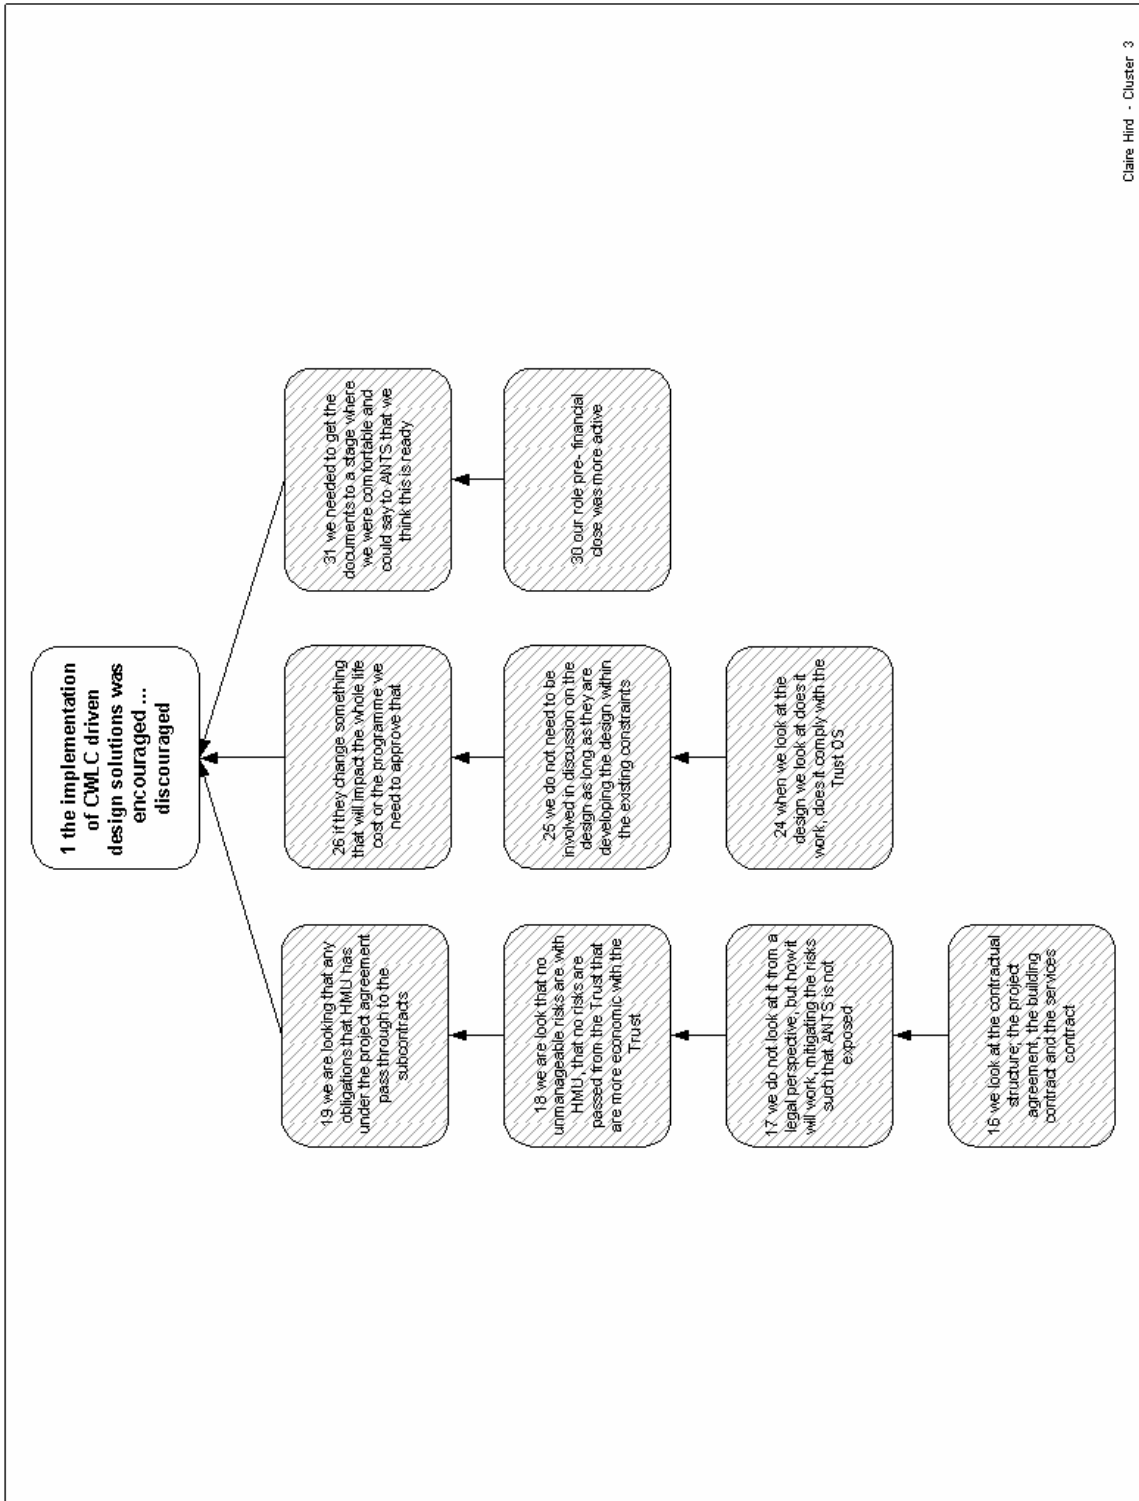 1 the implementation
of CWLC driven
design solutions was
encouraged ...
discouraged
19 we are looking that any
obligations that HMU has
under the project agreement
pass through to the
subcontracts
26 if they change something
that will impact the whole life
cost or the programme we
need to approve that
31 we needed to get the
documents to a stage where
we were comfortable and
could say to ANTS that we
think this is ready
18 we are look that no
unmanageable risks are with
HMU, that no risks are
passed from the Trust that
are more economic with the
Trust
25 we do not need to be
involved in discussion on the
design as long as they are
developing the design within
the existing constraints
30 our role pre- financial
close was more active
17 we do not look at it from a
legal perspective, but how it
will work, mitigating the risks
such that ANTS is not
exposed
24 when we look at the
design we look at does it
work, does it comply with the
Trust OS
16 we look at the contractual
structure; the project
agreement, the building
contract and the services
contract
Claire Hird - Cluster 3